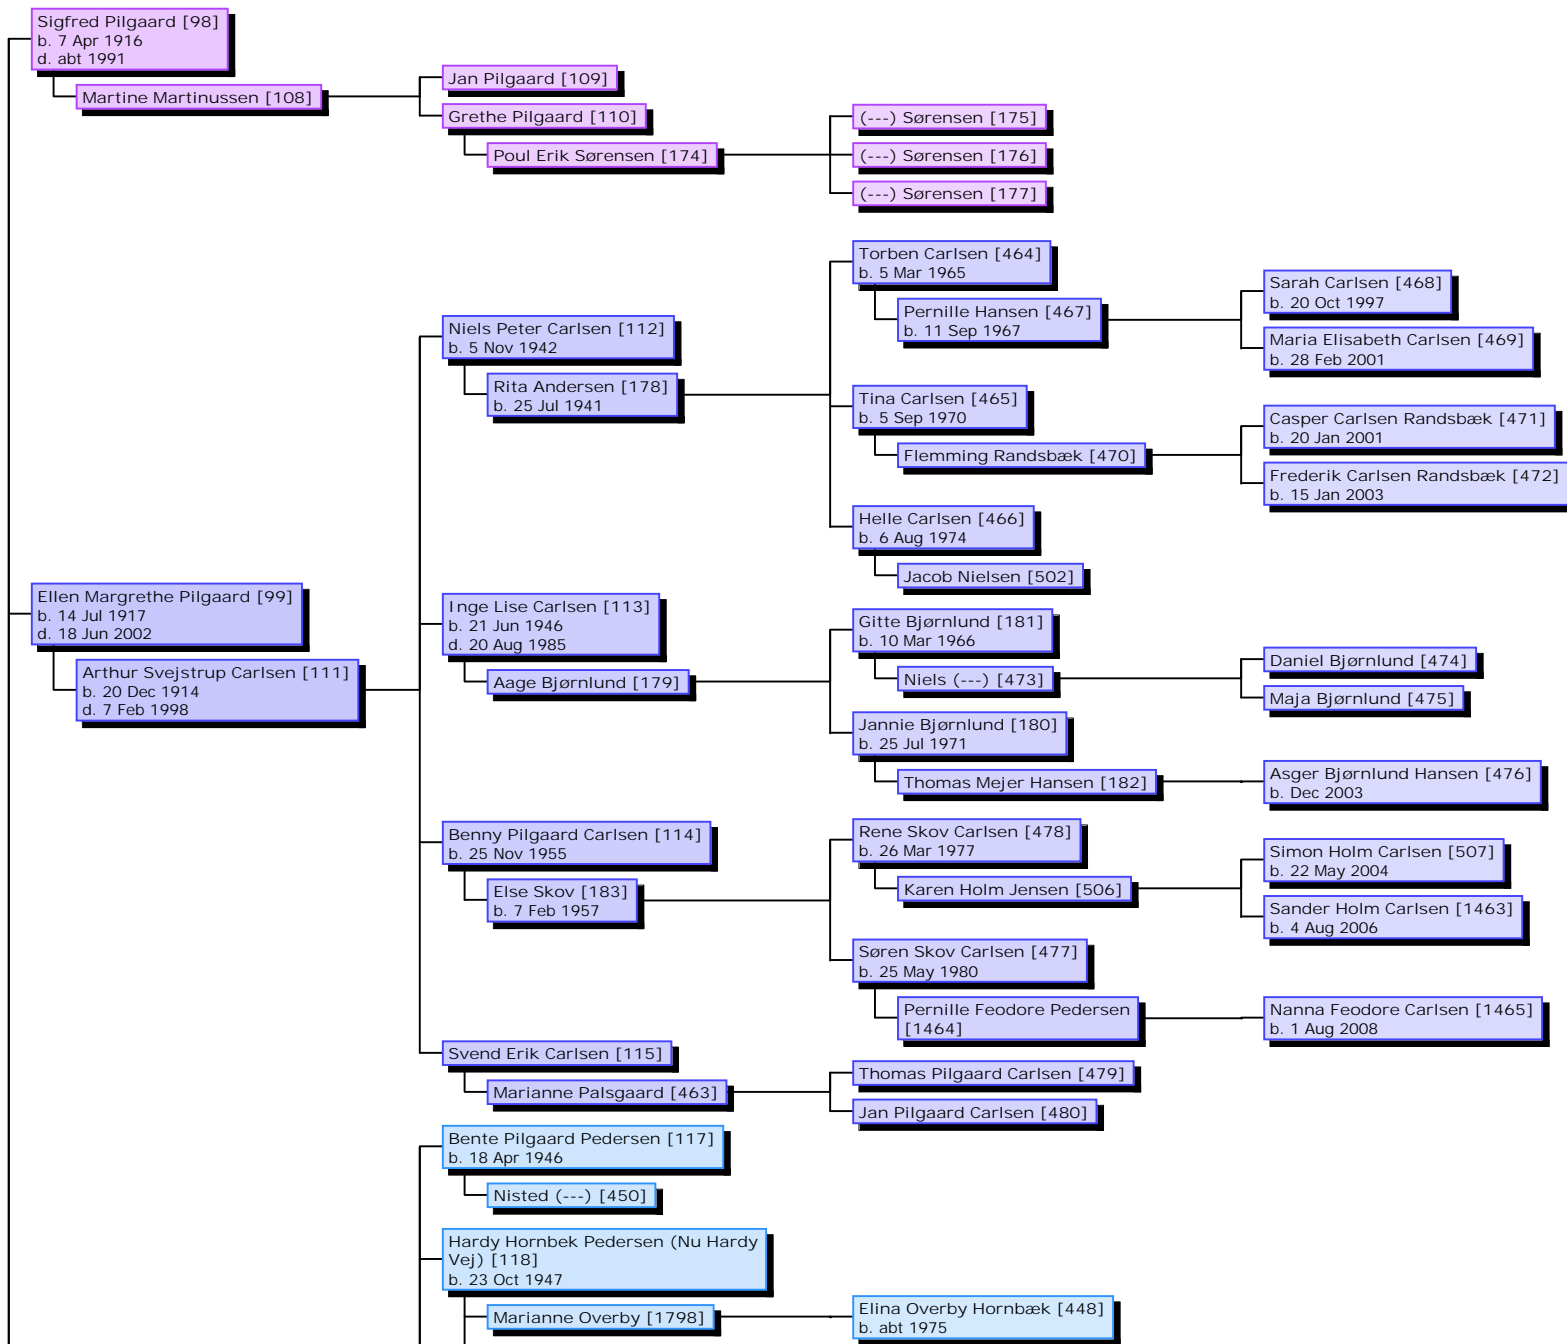 Sigfred Pilgaard [98]
b. 7 Apr 1916
d. abt 1991
Martine Martinussen [108]
Jan Pilgaard [109]
Grethe Pilgaard [110]
Poul Erik Sørensen [174]
(---) Sørensen [175]
(---) Sørensen [176]
(---) Sørensen [177]
Ellen Margrethe Pilgaard [99]
b. 14 Jul 1917
d. 18 Jun 2002
Arthur Svejstrup Carlsen [111]
b. 20 Dec 1914
d. 7 Feb 1998
Niels Peter Carlsen [112]
b. 5 Nov 1942
Rita Andersen [178]
b. 25 Jul 1941
Torben Carlsen [464]
b. 5 Mar 1965
Pernille Hansen [467]
b. 11 Sep 1967
Sarah Carlsen [468]
b. 20 Oct 1997
Maria Elisabeth Carlsen [469]
b. 28 Feb 2001
Tina Carlsen [465]
b. 5 Sep 1970
Flemming Randsbæk [470]
Casper Carlsen Randsbæk [471]
b. 20 Jan 2001
Frederik Carlsen Randsbæk [472]
b. 15 Jan 2003
Helle Carlsen [466]
b. 6 Aug 1974
Jacob Nielsen [502]
Inge Lise Carlsen [113]
b. 21 Jun 1946
d. 20 Aug 1985
Aage Bjørnlund [179]
Gitte Bjørnlund [181]
b. 10 Mar 1966
Niels (---) [473]
Daniel Bjørnlund [474]
Maja Bjørnlund [475]
Jannie Bjørnlund [180]
b. 25 Jul 1971
Thomas Mejer Hansen [182]
Asger Bjørnlund Hansen [476]
b. Dec 2003
Benny Pilgaard Carlsen [114]
b. 25 Nov 1955
Else Skov [183]
b. 7 Feb 1957
Rene Skov Carlsen [478]
b. 26 Mar 1977
Karen Holm Jensen [506]
Simon Holm Carlsen [507]
b. 22 May 2004
Sander Holm Carlsen [1463]
b. 4 Aug 2006
Søren Skov Carlsen [477]
b. 25 May 1980
Pernille Feodore Pedersen
[1464]
Nanna Feodore Carlsen [1465]
b. 1 Aug 2008
Svend Erik Carlsen [115]
Marianne Palsgaard [463]
Thomas Pilgaard Carlsen [479]
Jan Pilgaard Carlsen [480]
Bente Pilgaard Pedersen [117]
b. 18 Apr 1946
Nisted (---) [450]
Hardy Hornbek Pedersen (Nu Hardy
Vej) [118]
b. 23 Oct 1947
Marianne Overby [1798]
Elina Overby Hornbæk [448]
b. abt 1975